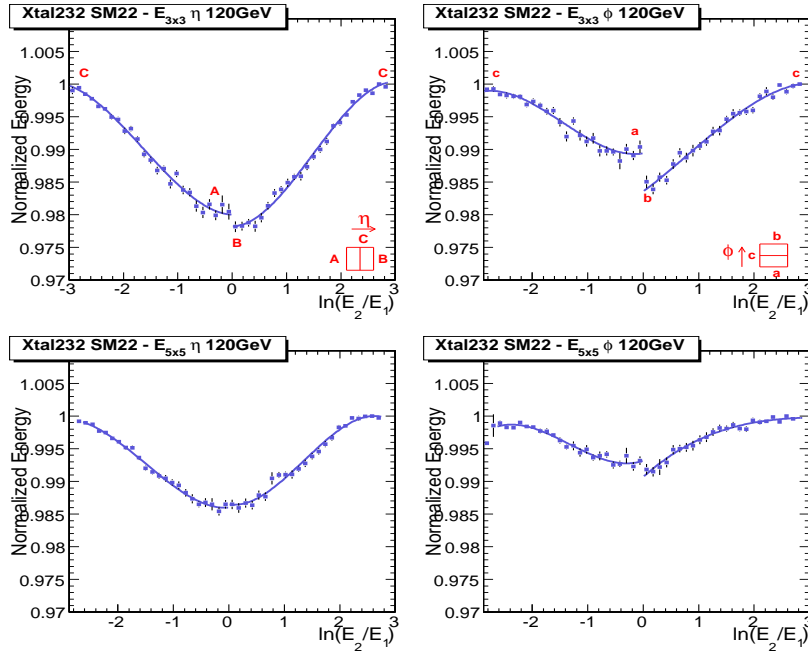 Xtal232 SM22 - E3x3 η 120GeV
Normalized Energy
1.005
1
0.995
0.99
0.985
0.98
0.975
0.97
C
C
A
B
η
C
A
B
-3
-2
-1
0
1
2
3
ln(E2/E1)
Xtal232 SM22 - E3x3 ϕ 120GeV
Normalized Energy
1.005
1
0.995
0.99
0.985
0.98
0.975
0.97
c
c
a
b
b
ϕ
c
a
-2
-1
0
1
2
3
ln(E2/E1)
Xtal232 SM22 - E5x5 η 120GeV
Normalized Energy
1.005
1
0.995
0.99
0.985
0.98
0.975
0.97
-2
-1
0
1
2
3
ln(E2/E1)
Xtal232 SM22 - E5x5 ϕ 120GeV
Normalized Energy
1.005
1
0.995
0.99
0.985
0.98
0.975
0.97
-2
-1
0
1
2
3
ln(E2/E1)